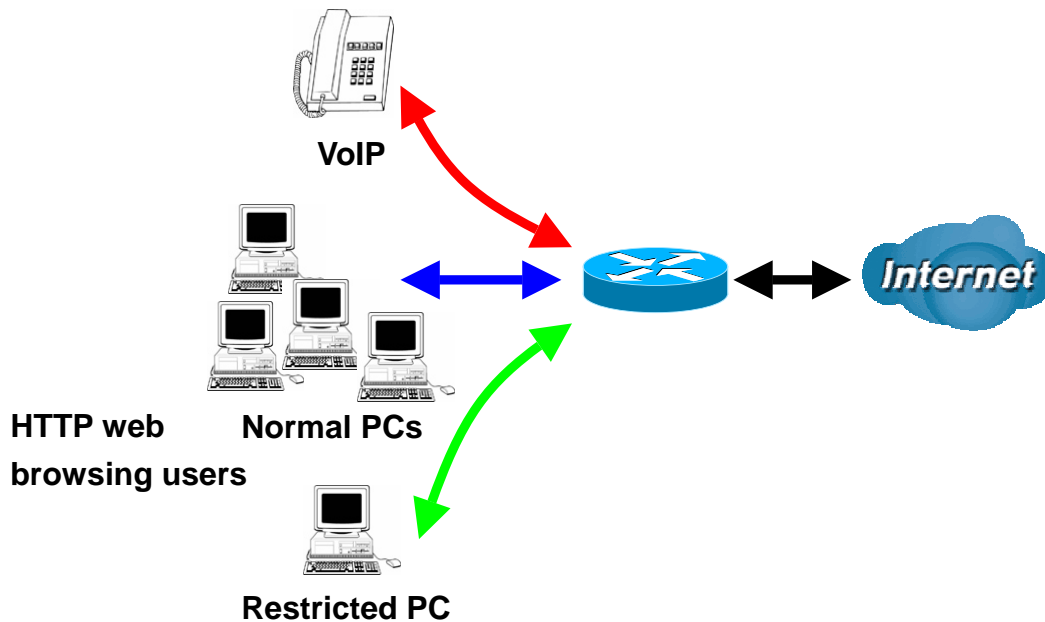 VoIP
Internet
HTTP web
browsing users
Normal PCs
Restricted PC